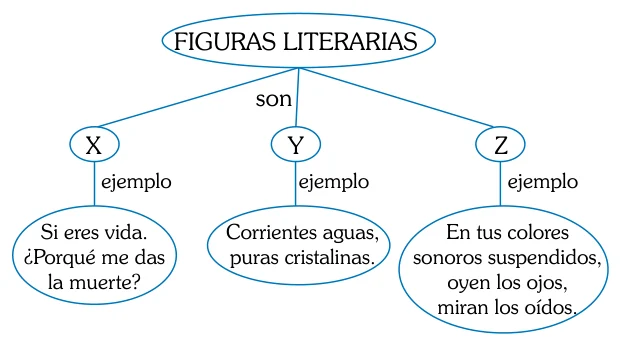 FIGURAS LITERARIAS
son
X
Y
Z
ejemplo
ejemplo
ejemplo
Si eres vida.
¿Porqué me das
la muerte?
Corrientes aguas,
puras cristalinas.
En tus colores
sonoros suspendidos,
oyen los ojos,
miran los oídos.